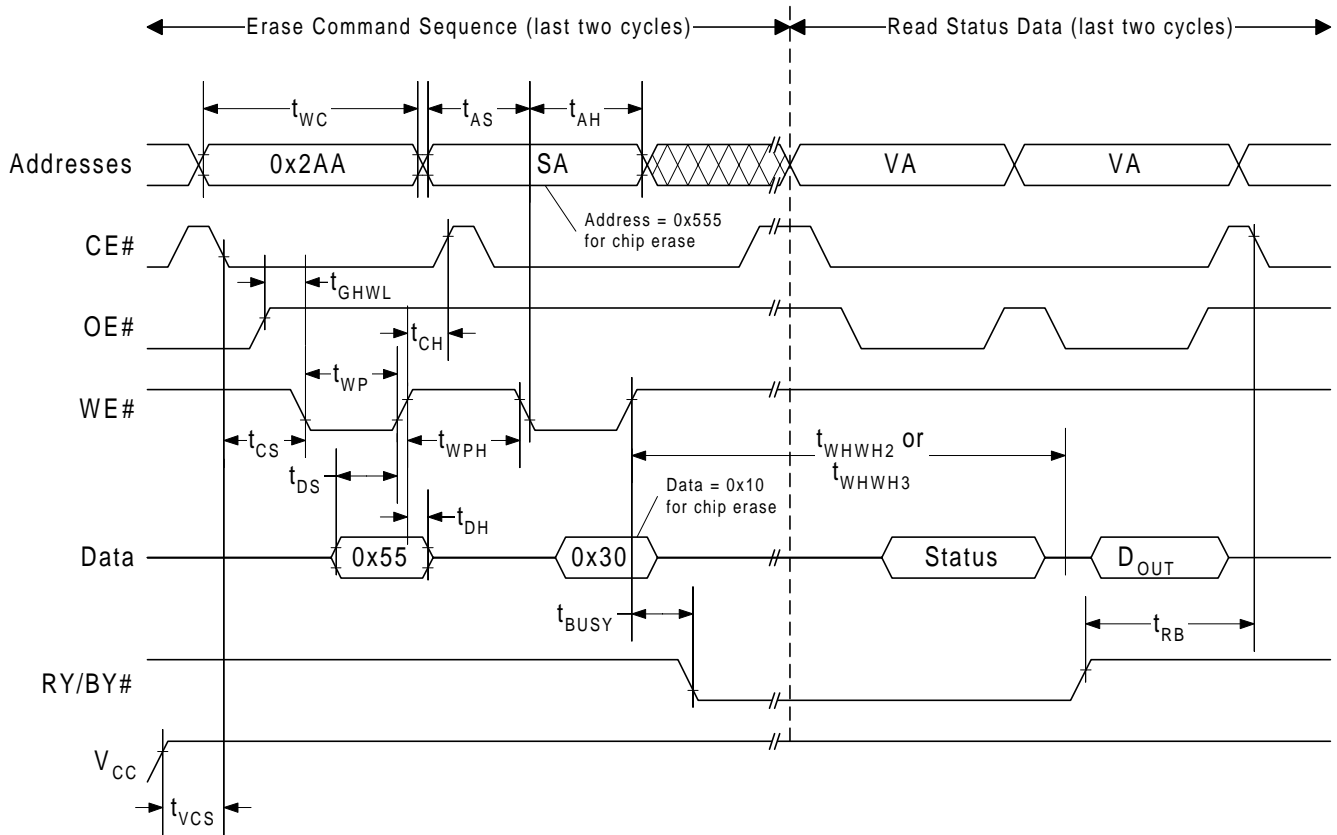 Erase Command Sequence (last two cycles) Read Status Data (last two cycles)
tWC tAS tAH
Addresses 0x2AA SA VA VA
Address = 0x555
for chip erase
CE#
tGHWL
OE#
tCH
tWP
WE#
tCS tWPH tWHWH2 or
tWHWH3
tDS
Data = 0x10
for chip erase
tDH
Data 0x55 0x30 Status DOUT
tBUSY tRB
RY/BY#
VCC
tVCS